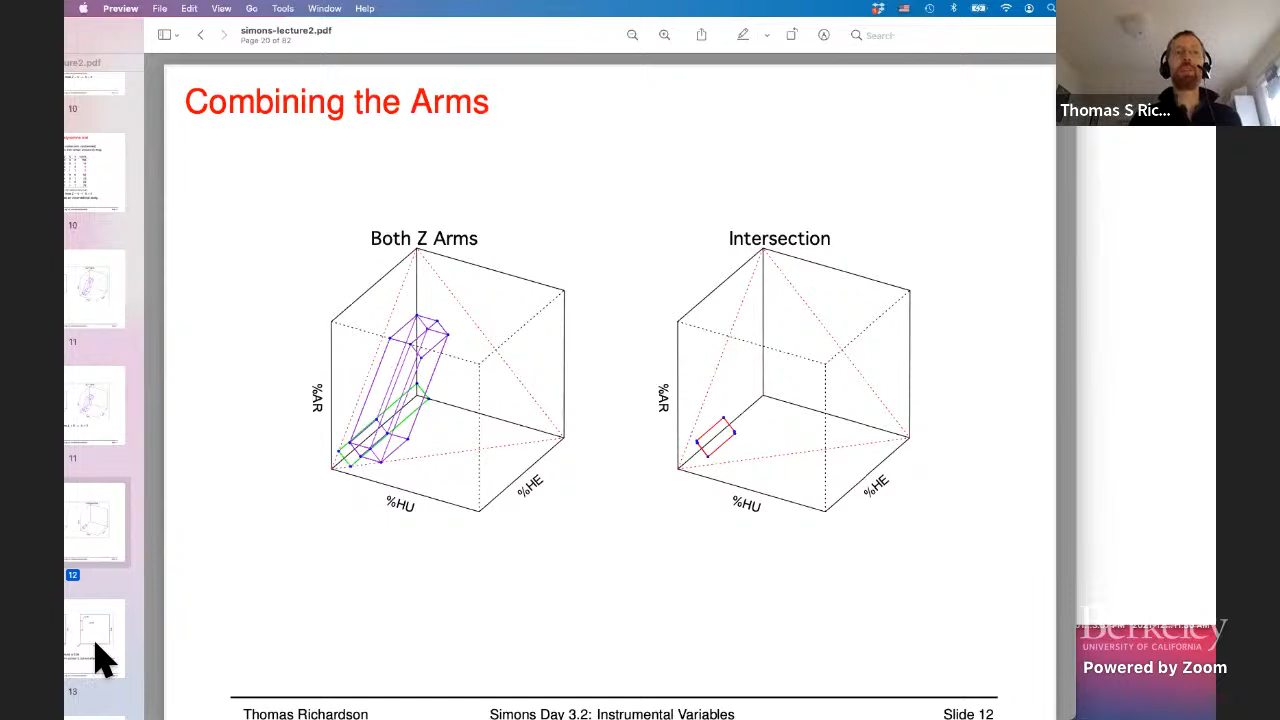 Preview File Edit View Go Tools Window Help
simons-lecture2.pdf
Page 20 of 82
Search
ure2.pdf
10
10
11
11
12
13
Combining the Arms
Both Z Arms
Intersection
%AR
%HU
%HE
%AR
%HU
%HE
Thomas Richardson
Simons Day 3.2: Instrumental Variables
Slide 12
Thomas S Ric...
Berkeley
UNIVERSITY OF CALIFORNIA
Powered by Zoom